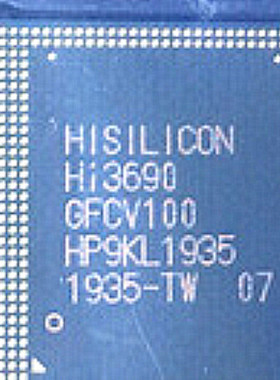 HISILICON
Hi3690
GFCV100
HP9KL1935
1935-TW 07